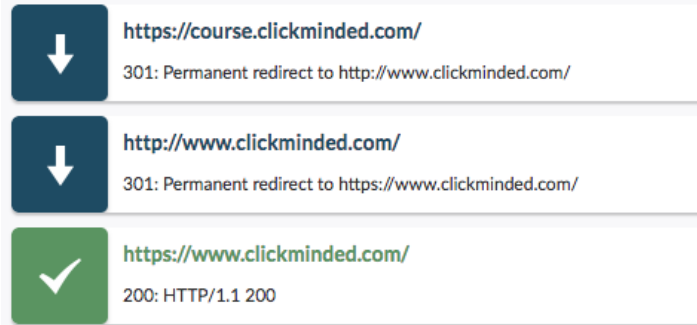 https://course.clickminded.com/
301: Permanent redirect to http://www.clickminded.com/
http://www.clickminded.com/
301: Permanent redirect to https://www.clickminded.com/
https://www.clickminded.com/
200: HTTP/1.1 200